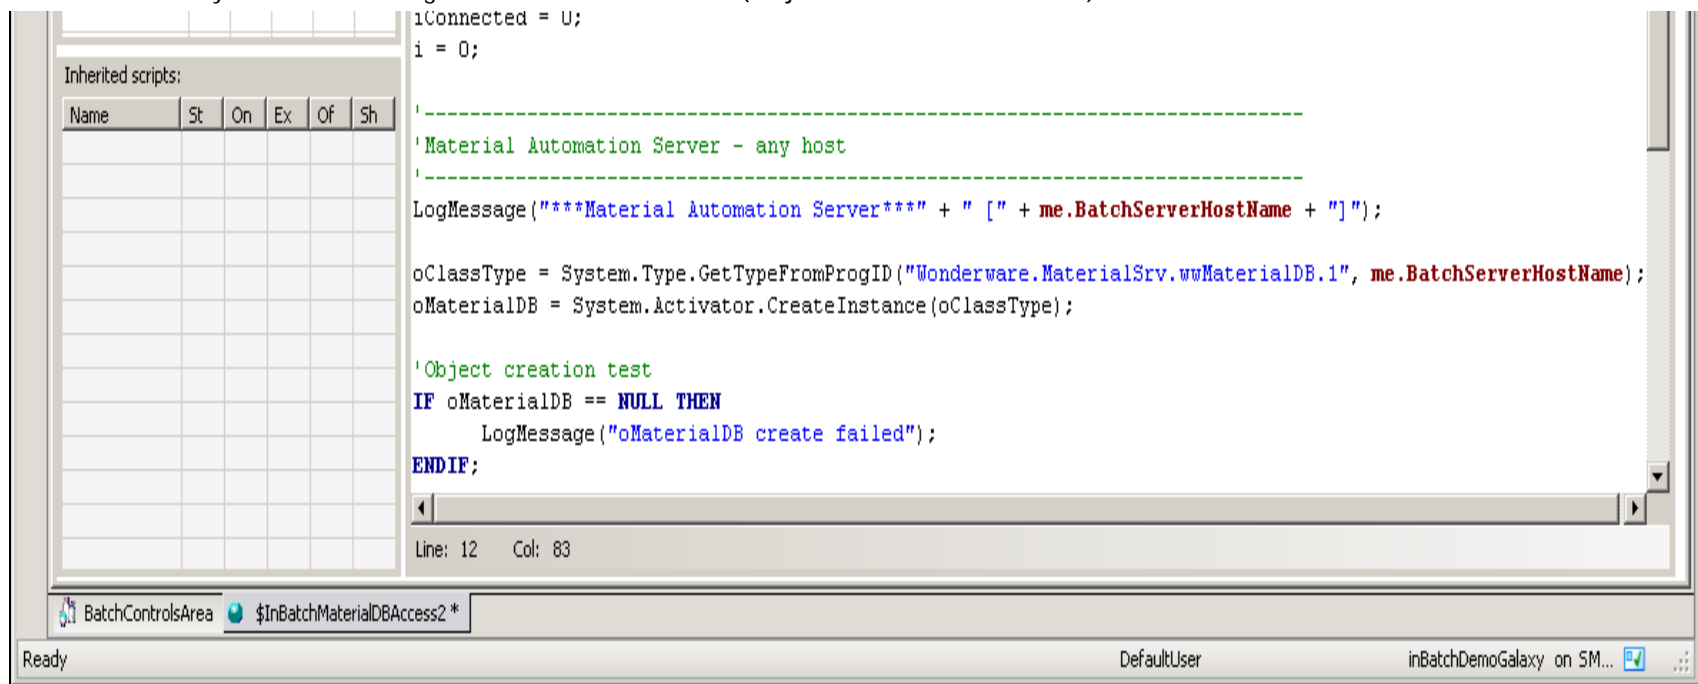 iConnected = 0;
i = 0;
Inherited scripts:
Name St On Ex Of Sh
'-----------------------------------------------------------------------------
'Material Automation Server - any host
'-----------------------------------------------------------------------------
LogMessage("***Material Automation Server***" + " [" + me.BatchServerHostName + "]");
oClassType = System.Type.GetTypeFromProgID("Wonderware.MaterialSrv.wwMaterialDB.1", me.BatchServerHostName);
oMaterialDB = System.Activator.CreateInstance(oClassType);
'Object creation test
IF oMaterialDB == NULL THEN
LogMessage("oMaterialDB create failed");
ENDIF;
Line: 12 Col: 83
BatchControlsArea $InBatchMaterialDBAccess2 *
Ready DefaultUser inBatchDemoGalaxy on SM...